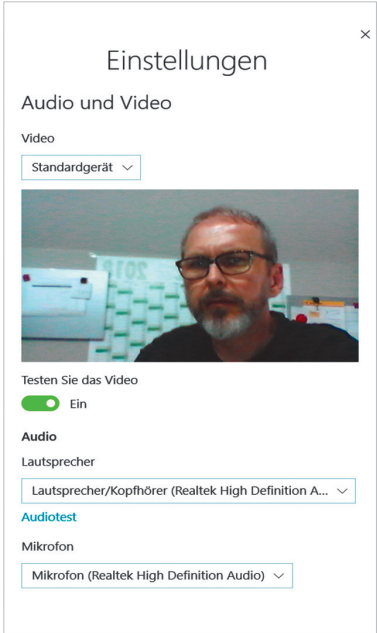 Einstellungen
Audio und Video
Video
Standardgerät
2018
Testen Sie das Video
Ein
Audio
Lautsprecher
Lautsprecher/Kopfhörer (Realtek High Definition A...
Audiotest
Mikrofon
Mikrofon (Realtek High Definition Audio)